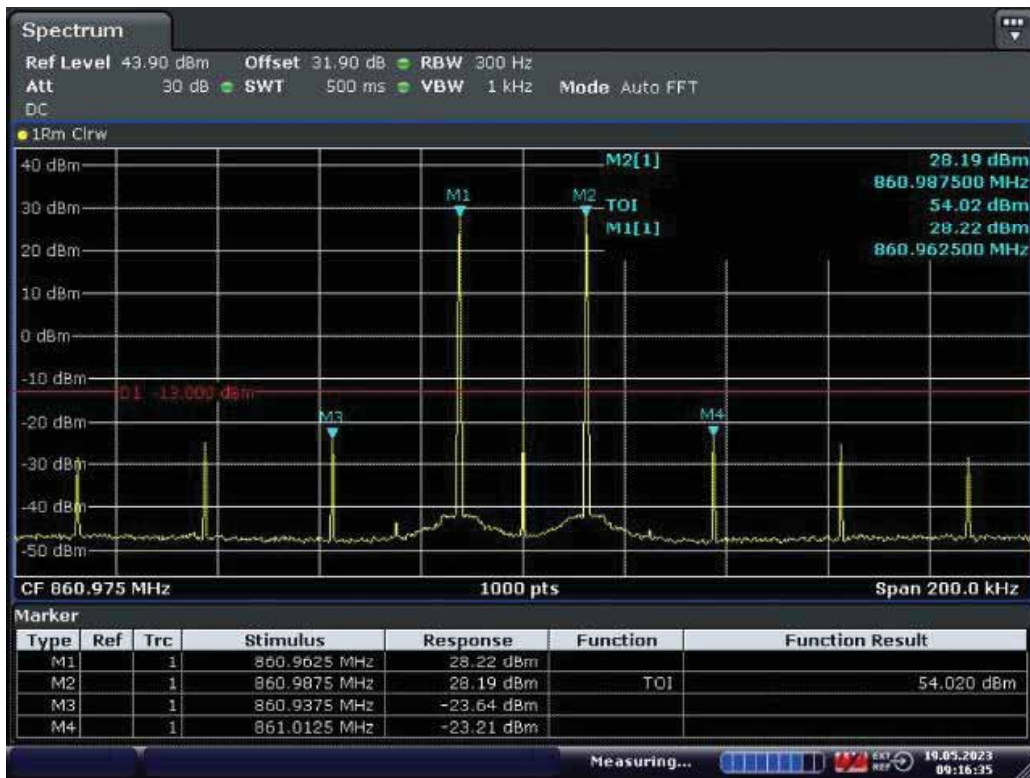 Spectrum
Ref Level 43.90 dBm Offset 31.90 dB RBW 300 Hz
Att 30 dB SWT 500 ms VBW 1 kHz Mode Auto FFT
DC
1Rm Clrw
40 dBm
30 dBm
20 dBm
10 dBm
0 dBm
-10 dBm
-20 dBm
-30 dBm
-40 dBm
-50 dBm
M2[1] 28.19 dBm
860.987500 MHz
TOI 54.02 dBm
M1[1] 28.22 dBm
860.962500 MHz
M1
M2
D1 -13.000 dBm
M3
M4
CF 860.975 MHz 1000 pts Span 200.0 kHz
Marker
Type Ref Trc Stimulus Response Function Function Result
M1 1 860.9625 MHz 28.22 dBm
M2 1 860.9875 MHz 28.19 dBm TOI 54.020 dBm
M3 1 860.9375 MHz -23.64 dBm
M4 1 861.0125 MHz -23.21 dBm
Measuring... EXT REF 19.05.2023
09:16:35